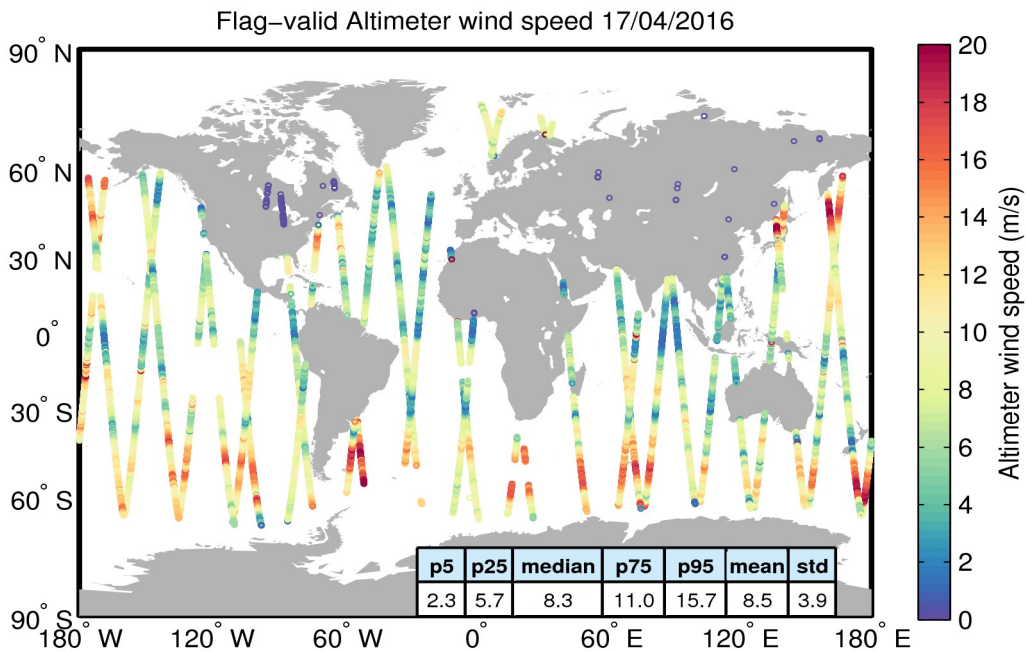 Flag−valid Altimeter wind speed 17/04/2016
90° N
60° N
30° N
0°
30° S
60° S
90° S
180° W
120° W
60° W
0°
60° E
120° E
180° E
p5 p25 median p75 p95 mean std
2.3 5.7 8.3 11.0 15.7 8.5 3.9
20
18
16
14
12
10
8
6
4
2
0
Altimeter wind speed (m/s)